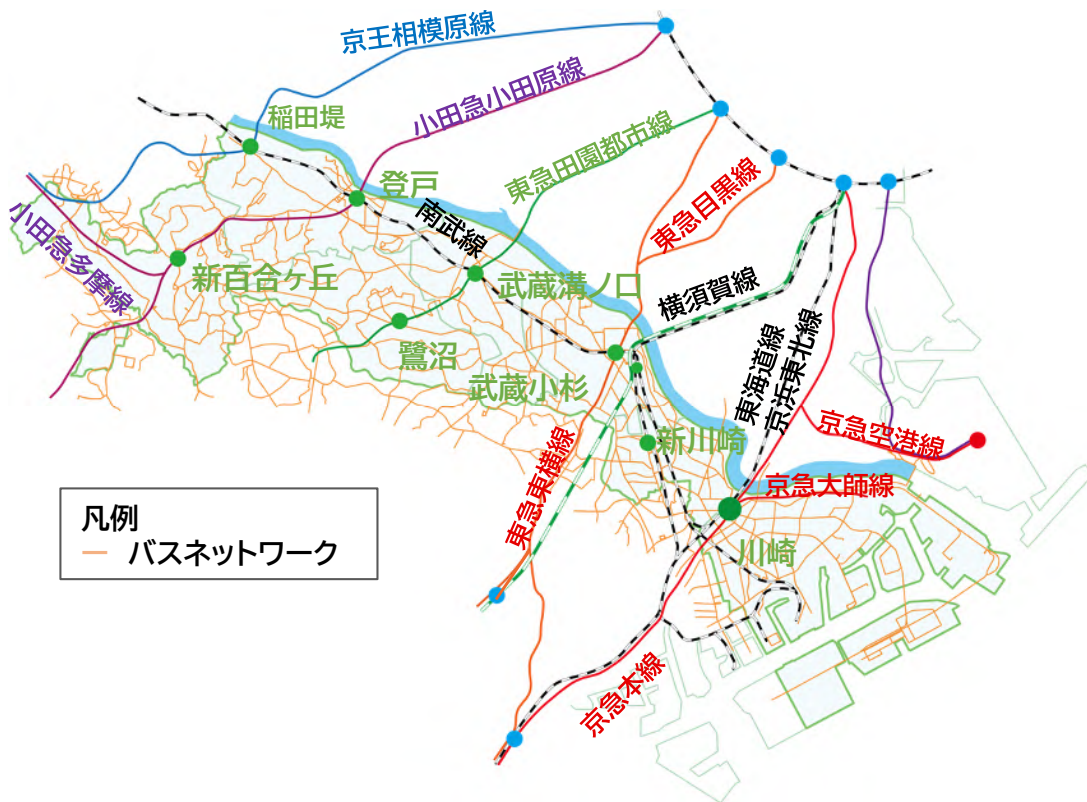 京王相模原線
小田急小田原線
稲田堤
東急田園都市線
登戸
東急目黒線
南武線
小田急多摩線
新百合ヶ丘
武蔵溝ノ口
横須賀線
鷺沼
武蔵小杉
東海道線
京浜東北線
新川崎
京急空港線
東急東横線
京急大師線
凡例
バスネットワーク
川崎
京急本線